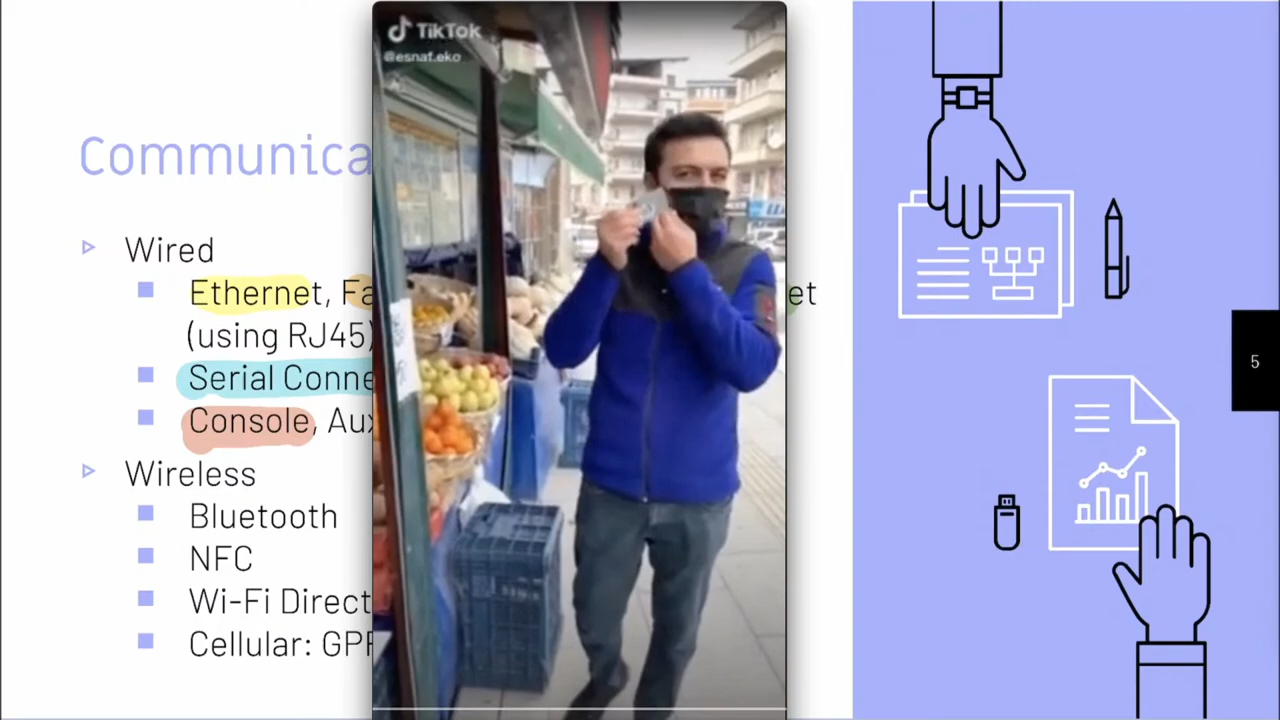 TikTok
@esnaf.eko
Communica
Wired
Ethernet, Fa
et
(using RJ45)
Serial Conne
Console, Aux
Wireless
Bluetooth
NFC
Wi-Fi Direct
Cellular: GPR
5